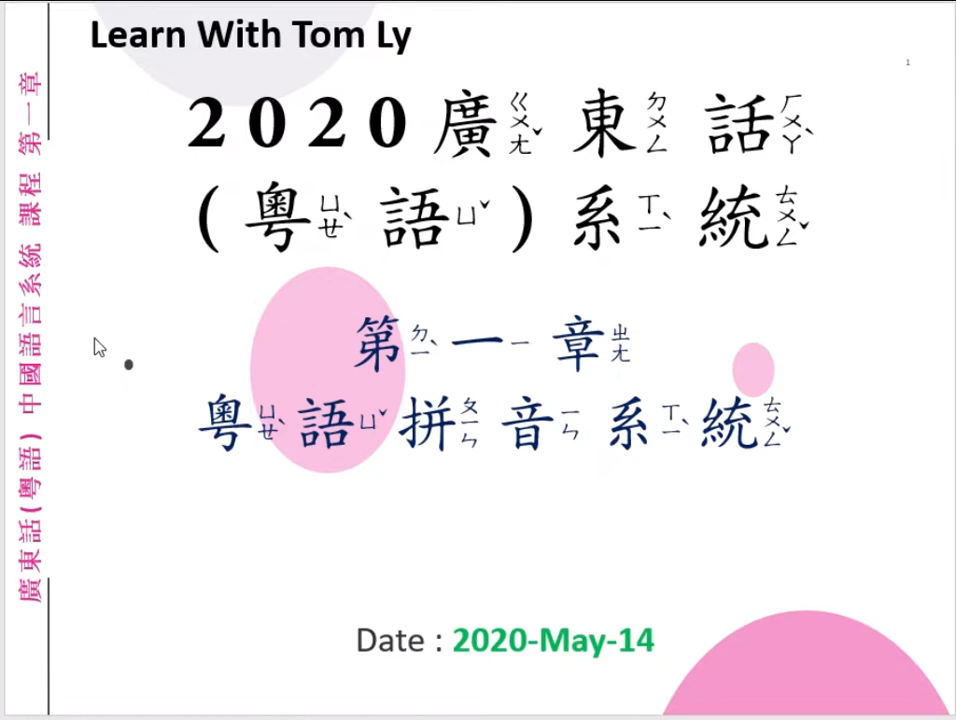 Learn With Tom Ly
1
2020廣ㄍㄨㄤˇ 東ㄉㄨㄥ 話ㄏㄨㄚˋ
(粵ㄩㄝˋ 語ㄩˇ) 系ㄒㄧˋ 統ㄊㄨㄥˇ
第ㄉㄧˋ 一ㄧ 章ㄓㄤ
粵ㄩㄝˋ 語ㄩˇ 拼ㄆㄧㄣ 音ㄧㄣ 系ㄒㄧˋ 統ㄊㄨㄥˇ
Date : 2020-May-14
廣東話(粵語) 中國語言系統 課程 第一章